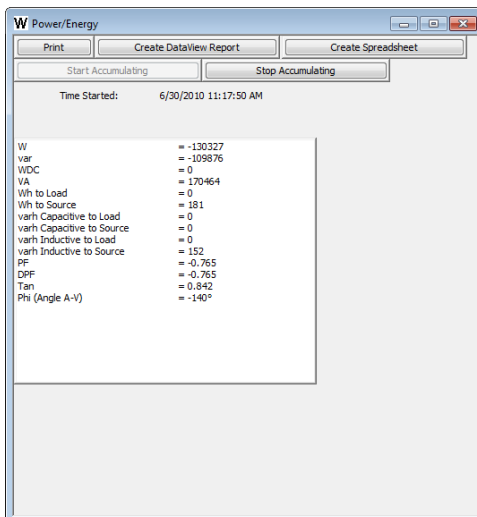 W Power/Energy
Print Create DataView Report Create Spreadsheet
Start Accumulating Stop Accumulating
Time Started: 6/30/2010 11:17:50 AM
W = -130327
var = -109876
WDC = 0
VA = 170464
Wh to Load = 0
Wh to Source = 181
varh Capacitive to Load = 0
varh Capacitive to Source = 0
varh Inductive to Load = 0
varh Inductive to Source = 152
PF = -0.765
DPF = -0.765
Tan = 0.842
Phi (Angle A-V) = -140°